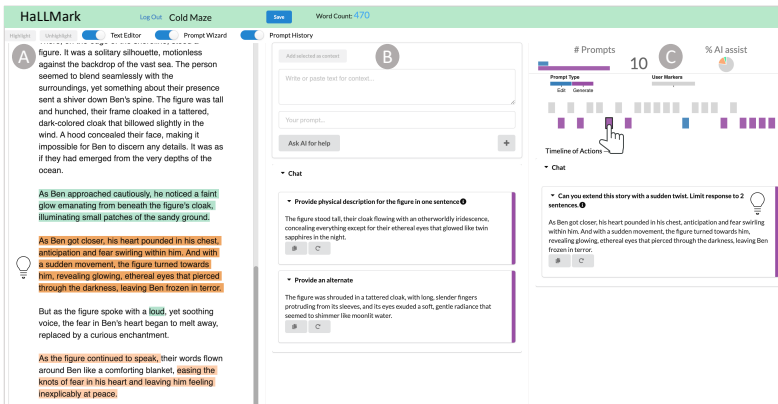 HaLLMark
Log Out
Cold Maze
Save
Word Count: 470
Highlight
Unhighlight
Text Editor
Prompt Wizard
Prompt History
A
figure. It was a solitary silhouette, motionless
against the backdrop of the vast sea. The person
seemed to blend seamlessly with the
surroundings, yet something about their presence
sent a shiver down Ben's spine. The figure was tall
and hunched, their frame cloaked in a tattered,
dark-colored cloak that billowed slightly in the
wind. A hood concealed their face, making it
impossible for Ben to discern any details. It was as
if they had emerged from the very depths of the
ocean.
As Ben approached cautiously, he noticed a faint
glow emanating from beneath the figure's cloak,
illuminating small patches of the sandy ground.
As Ben got closer, his heart pounded in his chest,
anticipation and fear swirling within him. And with
a sudden movement, the figure turned towards
him, revealing glowing, ethereal eyes that pierced
through the darkness, leaving Ben frozen in terror.
But as the figure spoke with a loud, yet soothing
voice, the fear in Ben's heart began to melt away,
replaced by a curious enchantment.
As the figure continued to speak, their words flown
around Ben like a comforting blanket, easing the
knots of fear in his heart and leaving him feeling
inexplicably at peace.
Add selected as context
B
Write or paste text for context...
Your prompt...
Ask AI for help
+
Chat
Provide physical description for the figure in one sentence
The figure stood tall, their cloak flowing with an otherworldly iridescence,
concealing everything except for their ethereal eyes that glowed like twin
sapphires in the night.
Provide an alternate
The figure was shrouded in a tattered cloak, with long, slender fingers
protruding from its sleeves, and its eyes exuded a soft, gentle radiance that
seemed to shimmer like moonlit water.
# Prompts
10
C
% AI assist
Prompt Type
Edit
Generate
User Markers
Timeline of Actions
Chat
Can you extend this story with a sudden twist. Limit response to 2
sentences.
As Ben got closer, his heart pounded in his chest, anticipation and fear swirling
within him. And with a sudden movement, the figure turned towards him,
revealing glowing, ethereal eyes that pierced through the darkness, leaving Ben
frozen in terror.